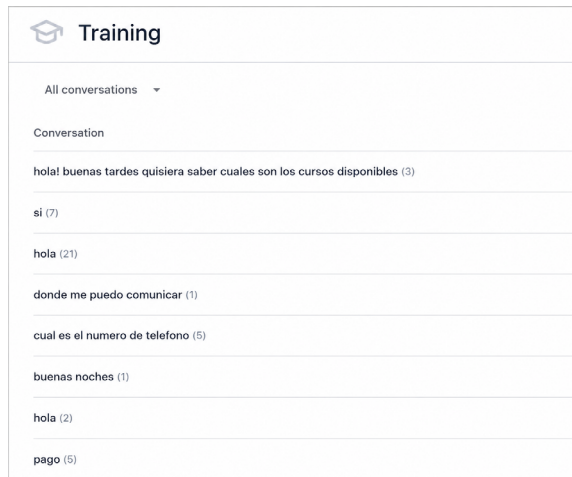 Training
All conversations
Conversation
hola! buenas tardes quisiera saber cuales son los cursos disponibles (3)
si (7)
hola (21)
donde me puedo comunicar (1)
cual es el numero de telefono (5)
buenas noches (1)
hola (2)
pago (5)